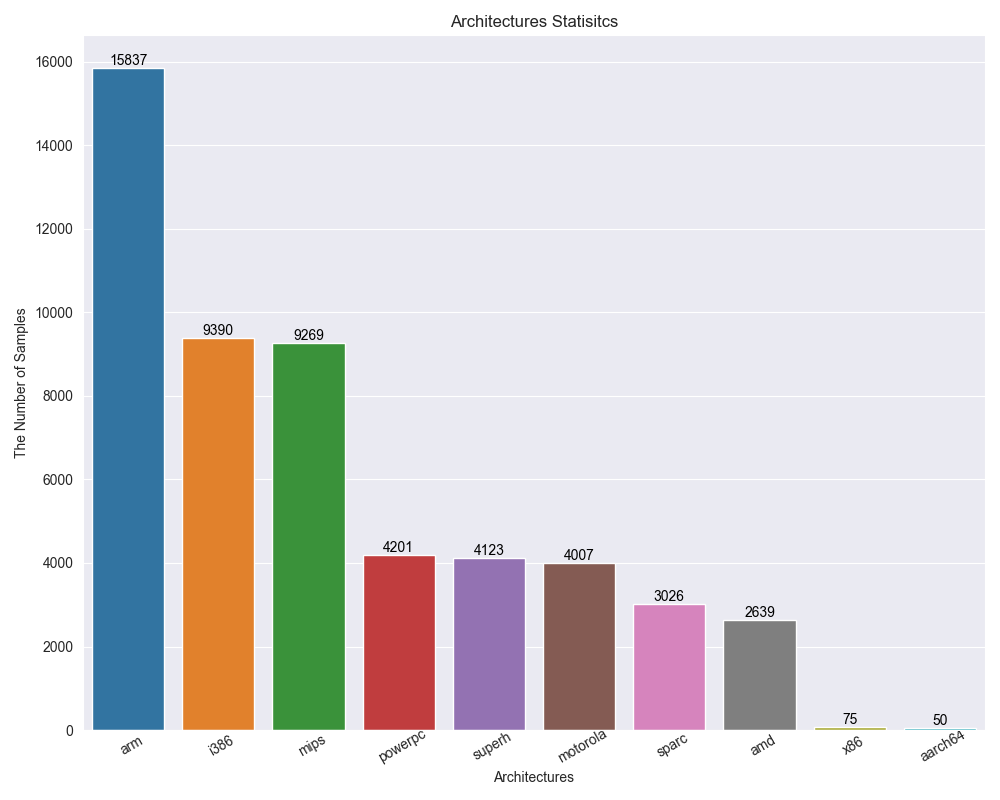 Architectures Statisitcs
The Number of Samples
16000
14000
12000
10000
8000
6000
4000
2000
0
15837
9390
9269
4201
4123
4007
3026
2639
75
50
arm
i386
mips
powerpc
superh
motorola
sparc
amd
x86
aarch64
Architectures